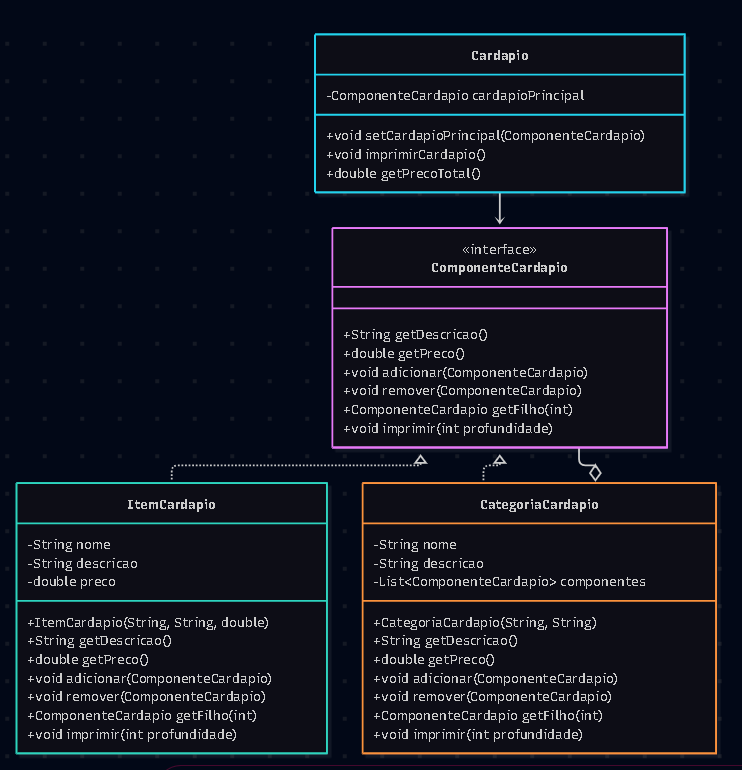 Cardapio
-ComponenteCardapio cardapioPrincipal
+void setCardapioPrincipal(ComponenteCardapio)
+void imprimirCardapio()
+double getPrecoTotal()
«interface»
ComponenteCardapio
+String getDescricao()
+double getPreco()
+void adicionar(ComponenteCardapio)
+void remover(ComponenteCardapio)
+ComponenteCardapio getFilho(int)
+void imprimir(int profundidade)
ItemCardapio
-String nome
-String descricao
-double preco
+ItemCardapio(String, String, double)
+String getDescricao()
+double getPreco()
+void adicionar(ComponenteCardapio)
+void remover(ComponenteCardapio)
+ComponenteCardapio getFilho(int)
+void imprimir(int profundidade)
CategoriaCardapio
-String nome
-String descricao
-List<ComponenteCardapio> componentes
+CategoriaCardapio(String, String)
+String getDescricao()
+double getPreco()
+void adicionar(ComponenteCardapio)
+void remover(ComponenteCardapio)
+ComponenteCardapio getFilho(int)
+void imprimir(int profundidade)